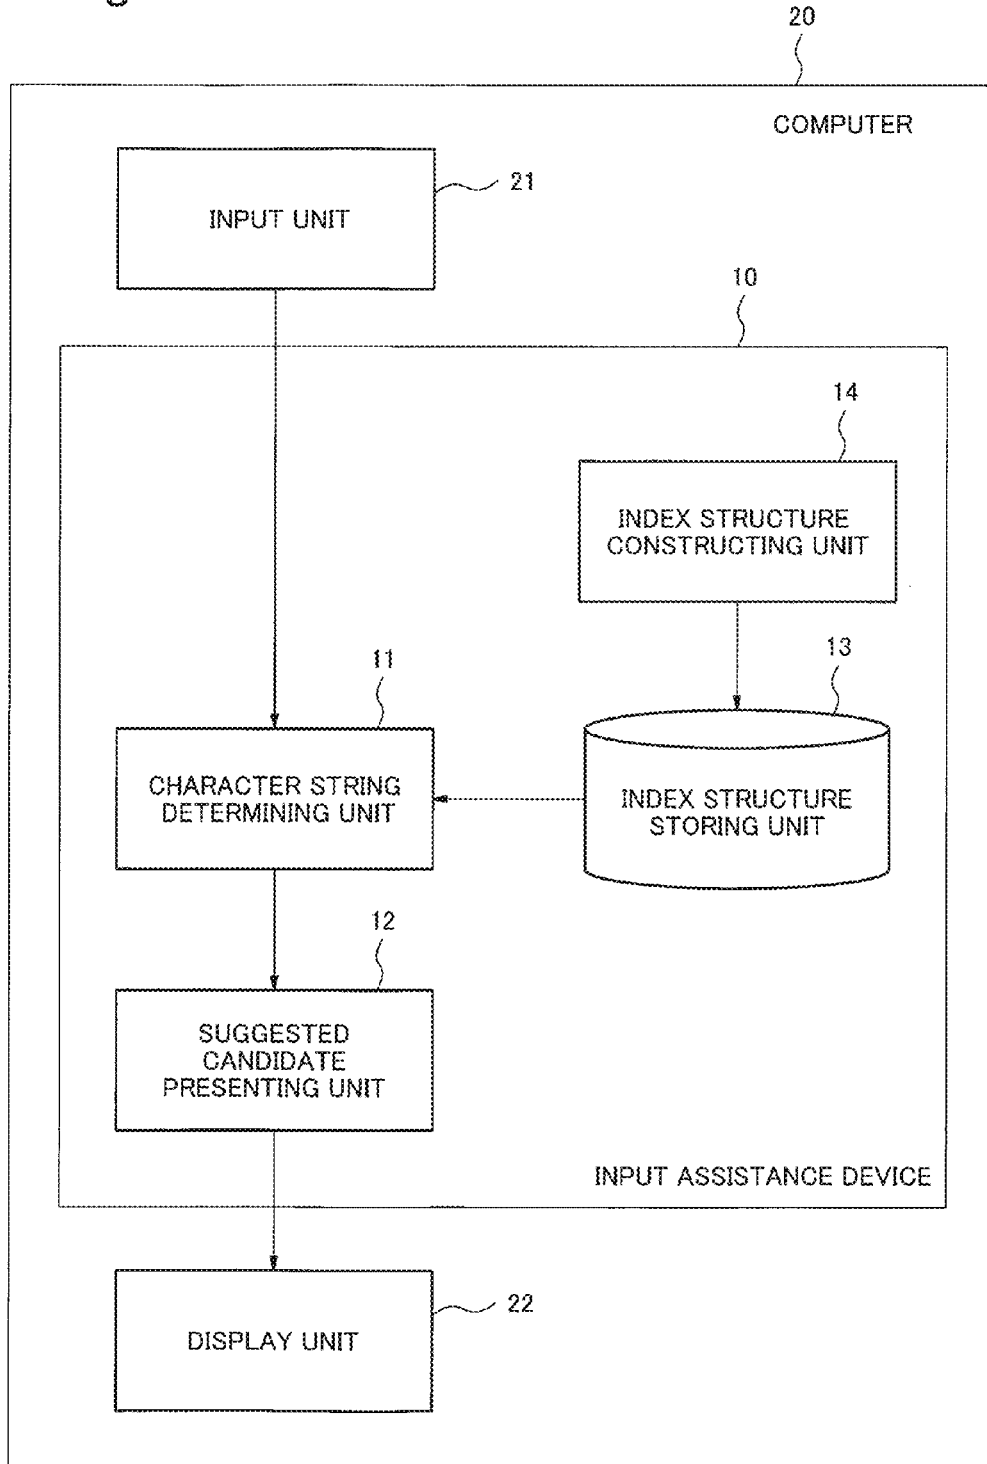 20
COMPUTER
21
INPUT UNIT
10
14
INDEX STRUCTURE
CONSTRUCTING UNIT
13
11
CHARACTER STRING
DETERMINING UNIT
INDEX STRUCTURE
STORING UNIT
12
SUGGESTED
CANDIDATE
PRESENTING UNIT
INPUT ASSISTANCE DEVICE
22
DISPLAY UNIT